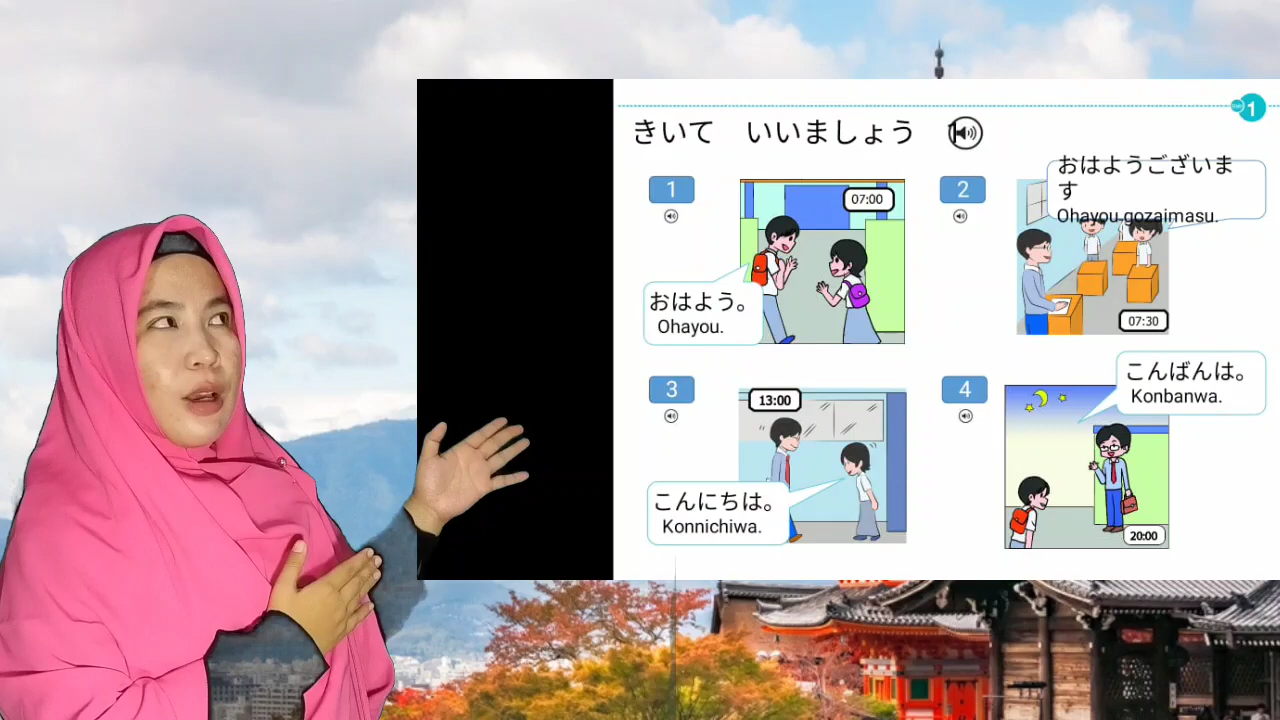 1
きいて　いいましょう
1
07:00
おはよう。
Ohayou.
2
おはようございま
す
Ohayou gozaimasu.
07:30
3
13:00
こんにちは。
Konnichiwa.
4
こんばんは。
Konbanwa.
20:00